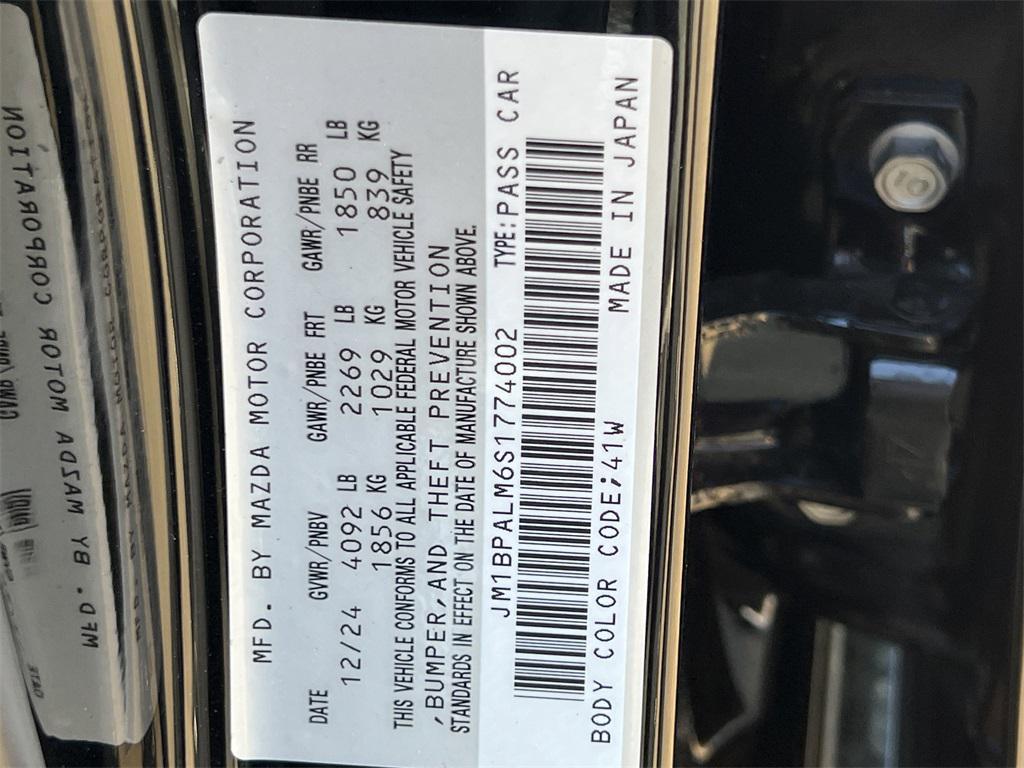 MFD. BY MAZDA MOTOR CORPORATION
DATE GVWR/PNBV GAWR/PNBE FRT GAWR/PNBE RR
12/24 4092 LB 2269 LB 1850 LB
1856 KG 1029 KG 839 KG
THIS VEHICLE CONFORMS TO ALL APPLICABLE FEDERAL MOTOR VEHICLE SAFETY
,BUMPER,AND THEFT PREVENTION
STANDARDS IN EFFECT ON THE DATE OF MANUFACTURE SHOWN ABOVE.
JM1BPALM6S1774002 TYPE:PASS CAR
BODY COLOR CODE;41W MADE IN JAPAN
MFD. BY MAZDA MOTOR CORPORATION
10